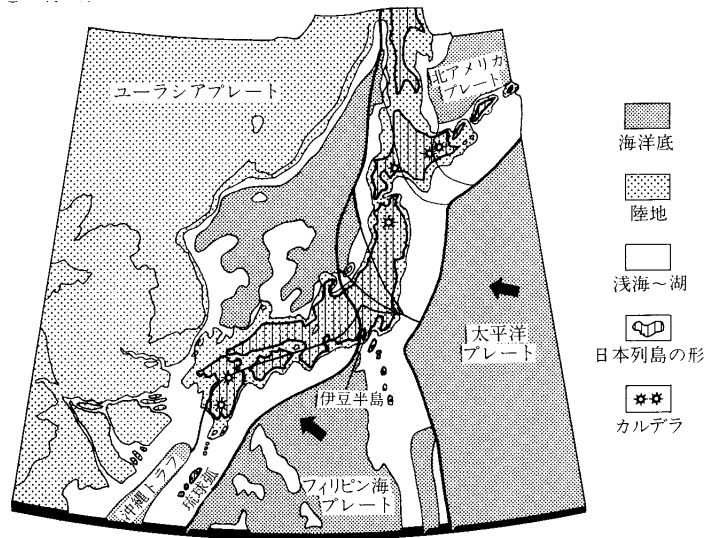 ユーラシアプレート
北アメリカ
プレート
太平洋
プレート
伊豆半島
フィリピン海
プレート
沖縄トラフ
琉球弧
海洋底
陸地
浅海～湖
日本列島の形
カルデラ